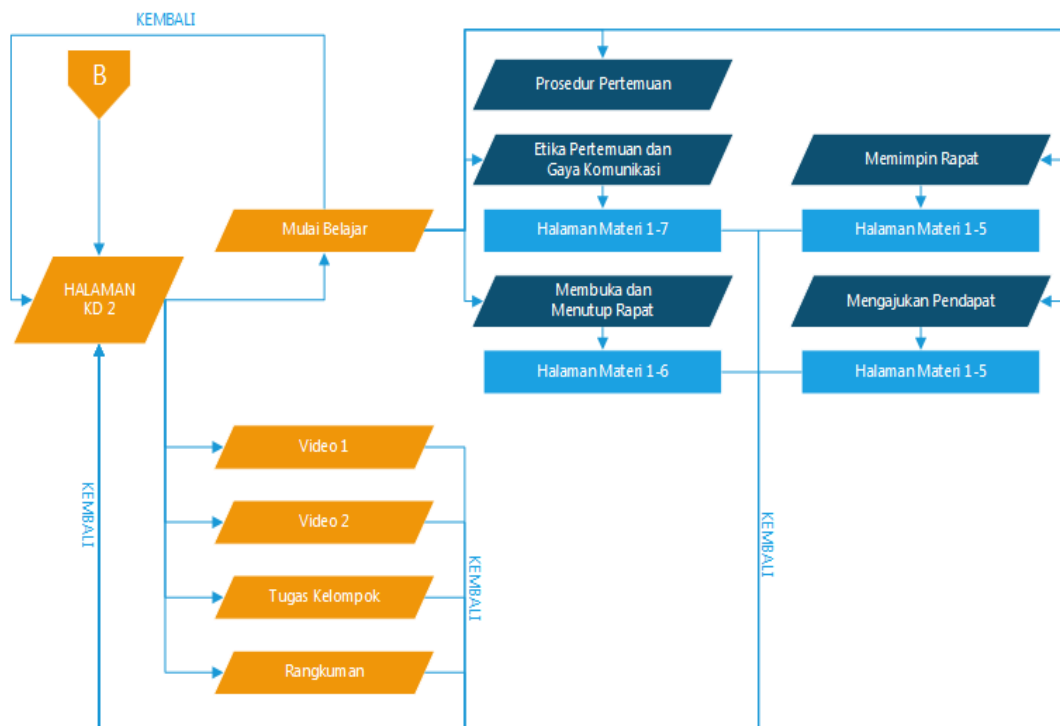 KEMBALI
B
Prosedur Pertemuan
Etika Pertemuan dan
Gaya Komunikasi
Memimpin Rapat
Mulai Belajar
Halaman Materi 1-7
Halaman Materi 1-5
HALAMAN
KD 2
Membuka dan
Menutup Rapat
Mengajukan Pendapat
Halaman Materi 1-6
Halaman Materi 1-5
Video 1
Video 2
Tugas Kelompok
Rangkuman
KEMBALI
KEMBALI
KEMBALI